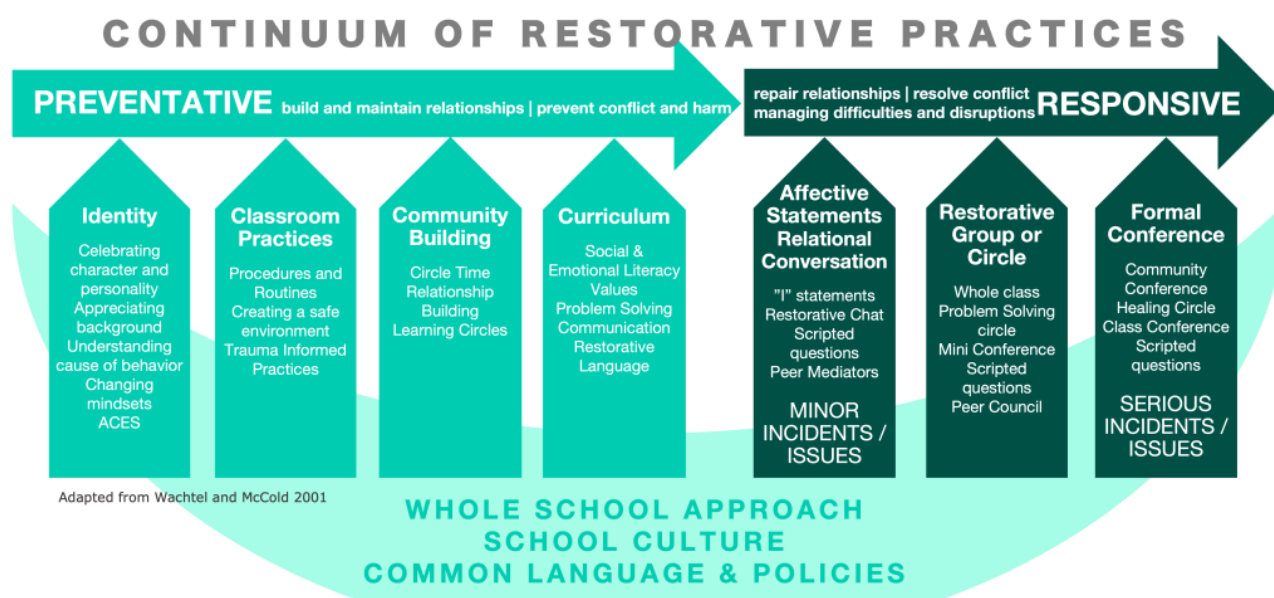 CONTINUUM OF RESTORATIVE PRACTICES
PREVENTATIVE build and maintain relationships | prevent conflict and harm
repair relationships | resolve conflict
managing difficulties and disruptions RESPONSIVE
Identity
Celebrating
character and
personality
Appreciating
background
Understanding
cause of behavior
Changing
mindsets
ACES
Classroom
Practices
Procedures and
Routines
Creating a safe
environment
Trauma Informed
Practices
Community
Building
Circle Time
Relationship
Building
Learning Circles
Curriculum
Social &
Emotional Literacy
Values
Problem Solving
Communication
Restorative
Language
Affective
Statements
Relational
Conversation
"I" statements
Restorative Chat
Scripted
questions
Peer Mediators
MINOR
INCIDENTS /
ISSUES
Restorative
Group or
Circle
Whole class
Problem Solving
circle
Mini Conference
Scripted
questions
Peer Council
Formal
Conference
Community
Conference
Healing Circle
Class Conference
Scripted
questions
SERIOUS
INCIDENTS /
ISSUES
Adapted from Wachtel and McCold 2001
WHOLE SCHOOL APPROACH
SCHOOL CULTURE
COMMON LANGUAGE & POLICIES